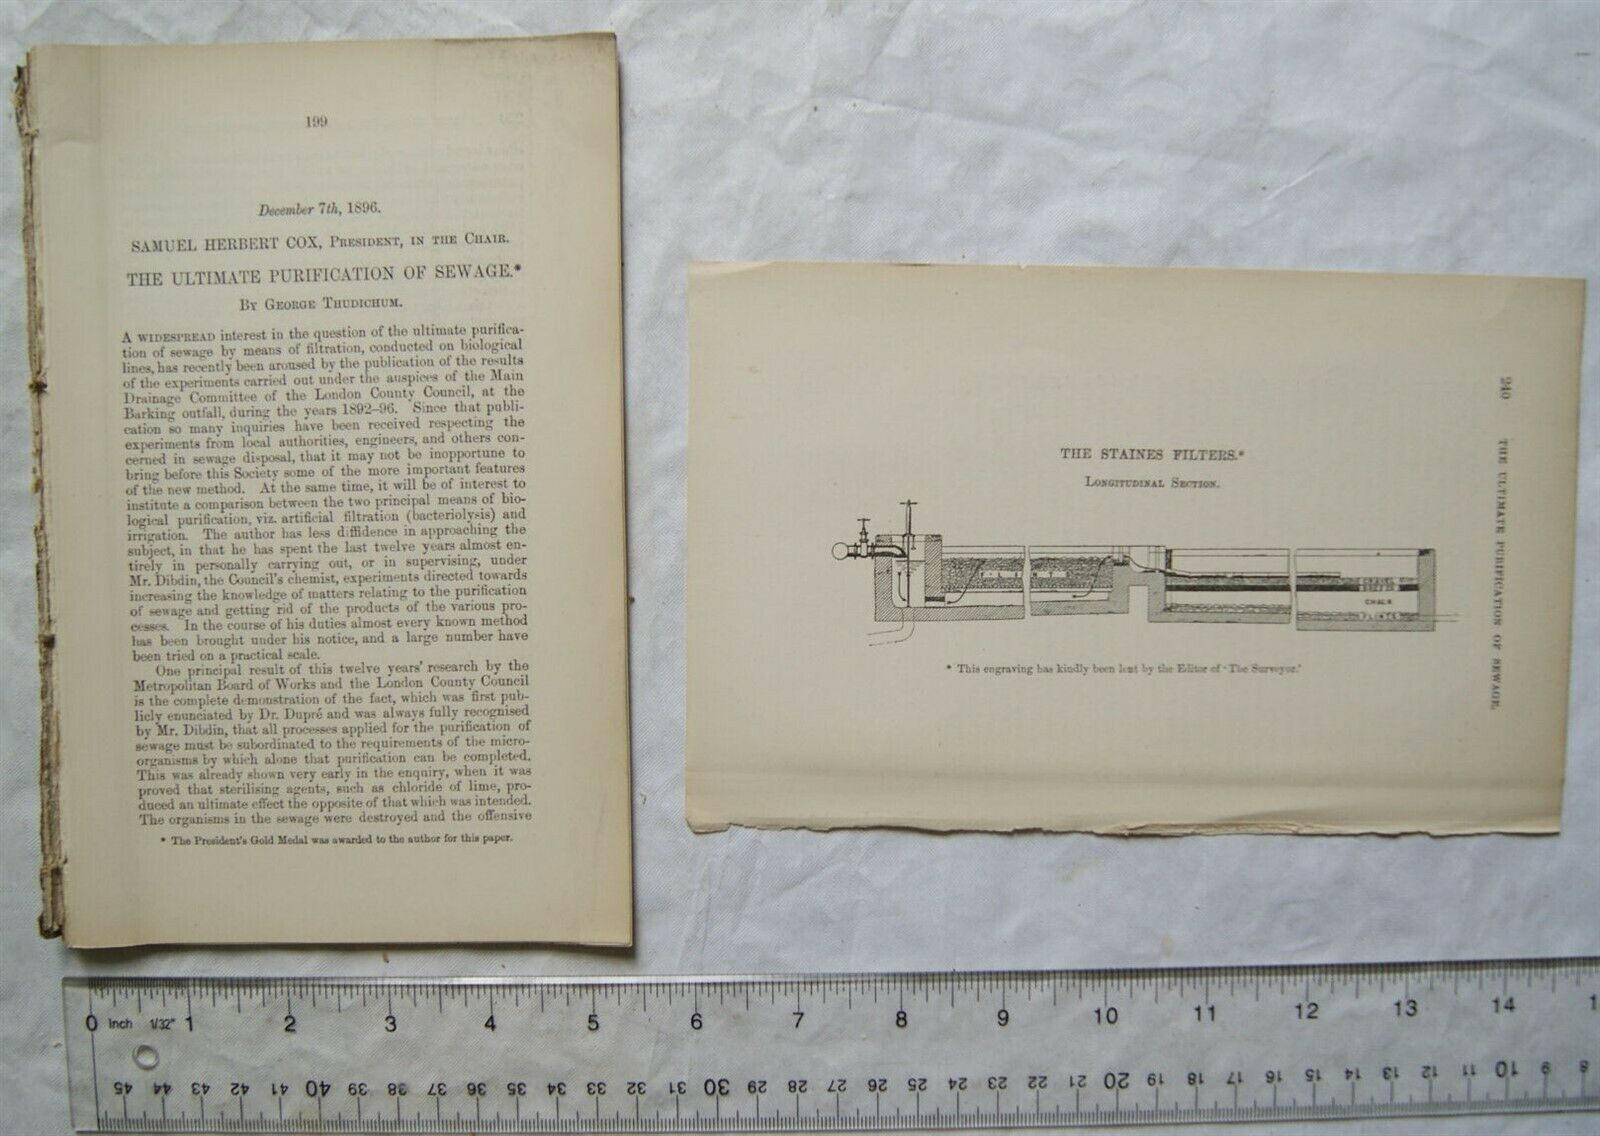 199
December 7th, 1896.
SAMUEL HERBERT COX, President, in the Chair.
THE ULTIMATE PURIFICATION OF SEWAGE.*
By George Thudichum.
A widespread interest in the question of the ultimate purifica-
tion of sewage by means of filtration, conducted on biological
lines, has recently been aroused by the publication of the results
of the experiments carried out under the auspices of the Main
Drainage Committee of the London County Council, at the
Barking outfall, during the years 1892–96. Since that publi-
cation so many inquiries have been received respecting the
experiments from local authorities, engineers, and others con-
cerned in sewage disposal, that it may not be inopportune to
bring before this Society some of the more important features
of the new method. At the same time, it will be of interest to
institute a comparison between the two principal means of bio-
logical purification, viz. artificial filtration (bacteriolysis) and
irrigation. The author has less diffidence in approaching the
subject, in that he has spent the last twelve years almost en-
tirely in personally carrying out, or in supervising, under
Mr. Dibdin, the Council's chemist, experiments directed towards
increasing the knowledge of matters relating to the purification
of sewage and getting rid of the products of the various pro-
cesses. In the course of his duties almost every known method
has been brought under his notice, and a large number have
been tried on a practical scale.
One principal result of this twelve years' research by the
Metropolitan Board of Works and the London County Council
is the complete demonstration of the fact, which was first pub-
licly enunciated by Dr. Dupré and was always fully recognised
by Mr. Dibdin, that all processes applied for the purification of
sewage must be subordinated to the requirements of the micro-
organisms by which alone that purification can be completed.
This was already shown very early in the enquiry, when it was
proved that sterilising agents, such as chloride of lime, pro-
duced an ultimate effect the opposite of that which was intended.
The organisms in the sewage were destroyed and the offensive
* The President's Gold Medal was awarded to the author for this paper.
240 THE ULTIMATE PURIFICATION OF SEWAGE.
THE STAINES FILTERS.*
Longitudinal Section.
FLINTS
GRAVEL
CHALK
FLINTS
* This engraving has kindly been lent by the Editor of 'The Surveyor.'
0 Inch 1/32" 1 2 3 4 5 6 7 8 9 10 11 12 13 14
45 44 43 42 41 40 39 38 37 36 35 34 33 32 31 30 29 28 27 26 25 24 23 22 21 20 19 18 17 16 15 14 13 12 11 10 9 8